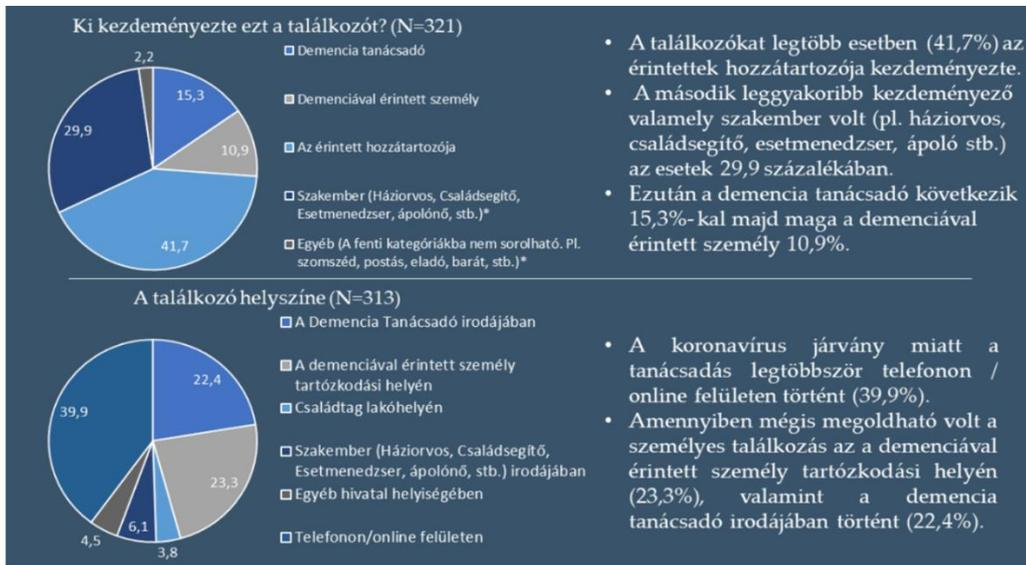 Ki kezdeményezte ezt a találkozót? (N=321)
2,2
15,3
29,9
10,9
41,7
Demencia tanácsadó
Demenciával érintett személy
Az érintett hozzátartozója
Szakember (Háziorvos, Családsegítő,
Esetmenedzser, ápolónő, stb.)*
Egyéb (A fenti kategóriákba nem sorolható. Pl.
szomszéd, postás, eladó, barát, stb.)*
• A találkozókat legtöbb esetben (41,7%) az
érintettek hozzátartozója kezdeményezte.
• A második leggyakoribb kezdeményező
valamely szakember volt (pl. háziorvos,
családsegítő, esetmenedzser, ápoló stb.)
az esetek 29,9 százalékában.
• Ezután a demencia tanácsadó következik
15,3%- kal majd maga a demenciával
érintett személy 10,9%.
A találkozó helyszíne (N=313)
22,4
39,9
23,3
6,1
4,5
3,8
A Demencia Tanácsadó irodájában
A demenciával érintett személy
tartózkodási helyén
Családtag lakóhelyén
Szakember (Háziorvos, Családsegítő,
Esetmenedzser, ápolónő, stb.) irodájában
Egyéb hivatal helyiségében
Telefonon/online felületen
• A koronavírus járvány miatt a
tanácsadás legtöbbször telefonon /
online felületen történt (39,9%).
• Amennyiben mégis megoldható volt a
személyes találkozás az a demenciával
érintett személy tartózkodási helyén
(23,3%), valamint a demencia
tanácsadó irodájában történt (22,4%).